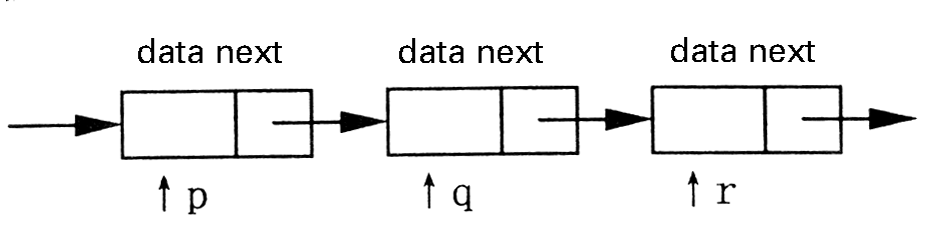 data next data next data next
↑ p ↑ q ↑ r